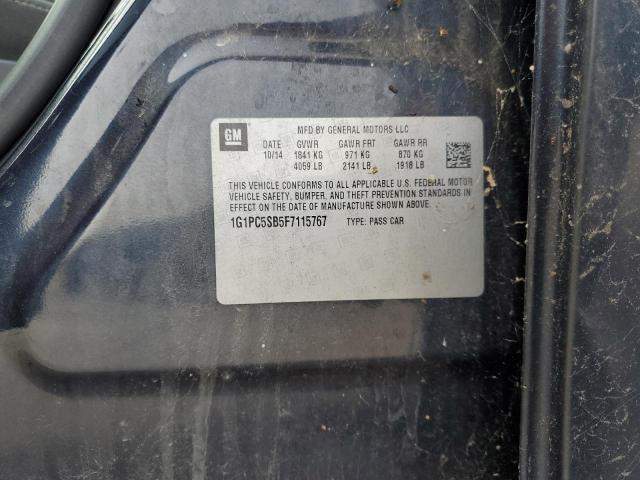 GM
MFD BY GENERAL MOTORS LLC
DATE GVWR GAWR FRT GAWR RR
10/14 1841 KG 971 KG 870 KG
4059 LB 2141 LB 1918 LB
THIS VEHICLE CONFORMS TO ALL APPLICABLE U.S. FEDERAL MOTOR
VEHICLE SAFETY, BUMPER, AND THEFT PREVENTION STANDARDS IN
EFFECT ON THE DATE OF MANUFACTURE SHOWN ABOVE.
1G1PC5SB5F7115767 TYPE: PASS CAR